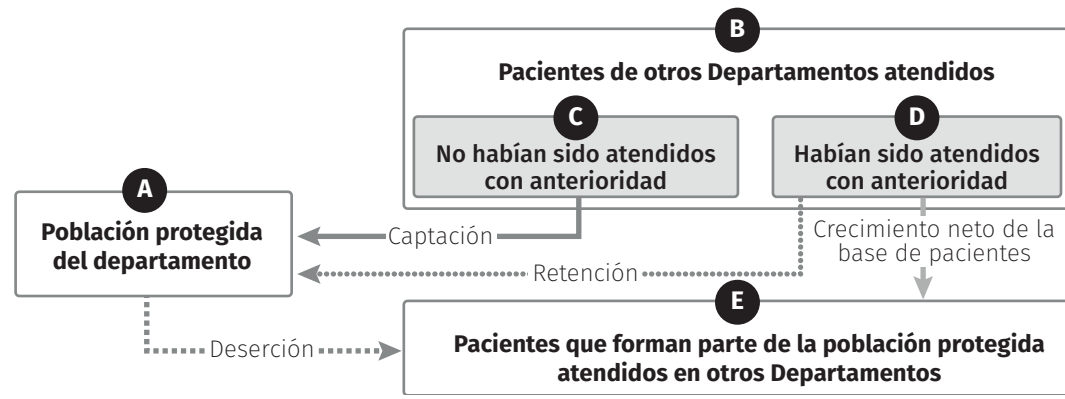 B
Pacientes de otros Departamentos atendidos
C
No habían sido atendidos
con anterioridad
D
Habían sido atendidos
con anterioridad
A
Población protegida
del departamento
Captación
Retención
Crecimiento neto de la
base de pacientes
Deserción
E
Pacientes que forman parte de la población protegida
atendidos en otros Departamentos